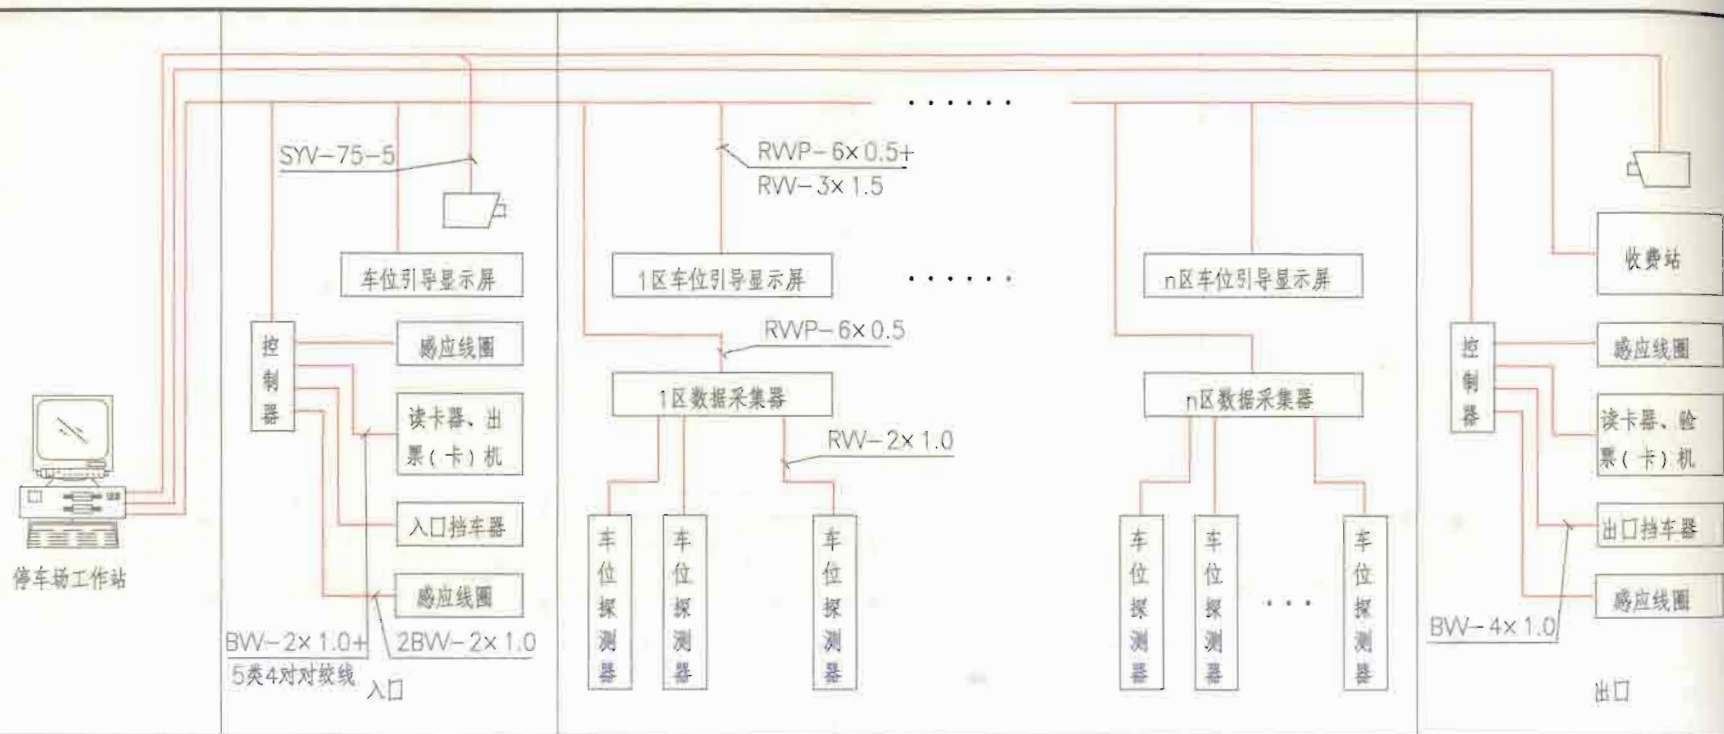 停车场工作站
SYV-75-5
车位引导显示屏
控制器
感应线圈
读卡器、出
票(卡)机
入口挡车器
感应线圈
BVV-2×1.0+
5类4对对绞线
2BVV-2×1.0
入口
RVVP-6×0.5+
RVV-3×1.5
1区车位引导显示屏
RVVP-6×0.5
1区数据采集器
RVV-2×1.0
车位探测器
车位探测器
车位探测器
......
......
n区车位引导显示屏
n区数据采集器
车位探测器
车位探测器
...
车位探测器
收费站
控制器
感应线圈
读卡器、验
票(卡)机
出口挡车器
感应线圈
BVV-4×1.0
出口